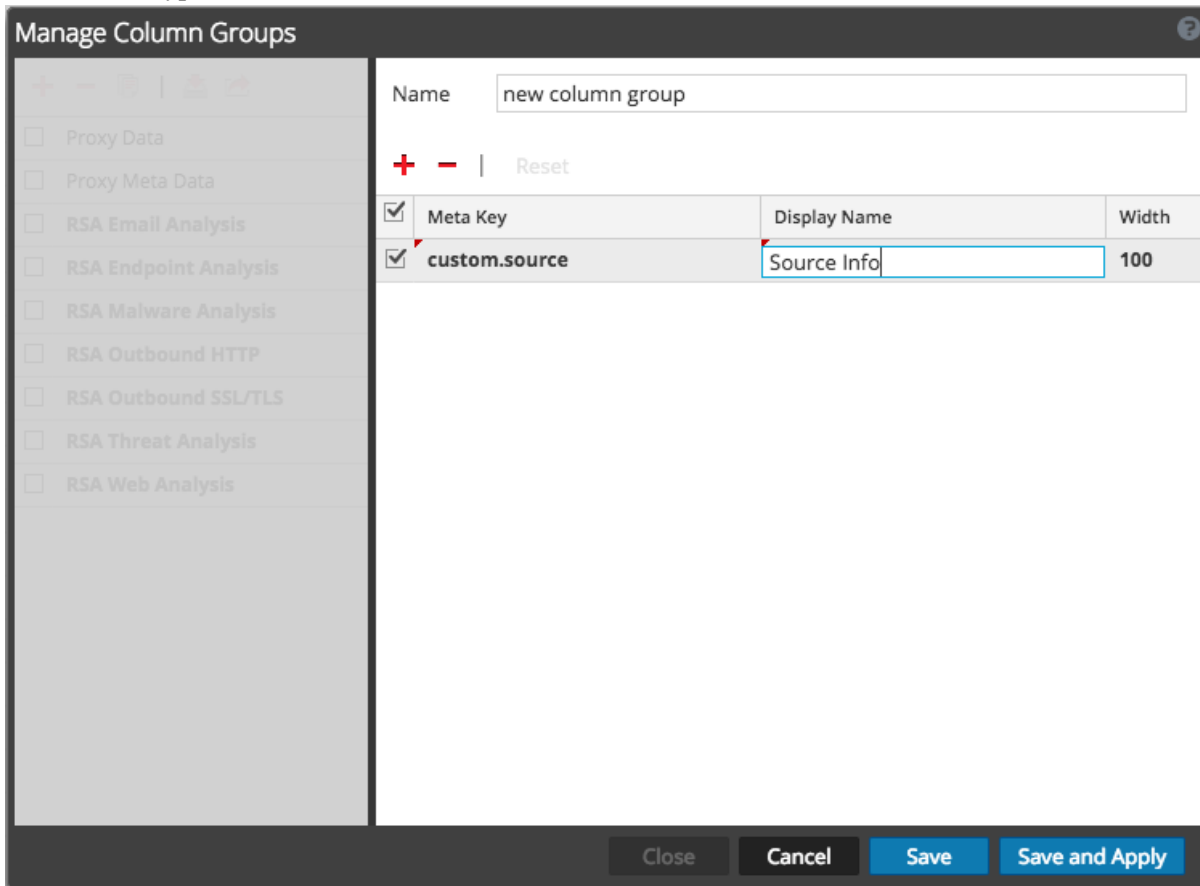 Manage Column Groups
Proxy Data
Proxy Meta Data
RSA Email Analysis
RSA Endpoint Analysis
RSA Malware Analysis
RSA Outbound HTTP
RSA Outbound SSL/TLS
RSA Threat Analysis
RSA Web Analysis
Name new column group
Reset
Meta Key Display Name Width
custom.source Source Info 100
Close Cancel Save Save and Apply